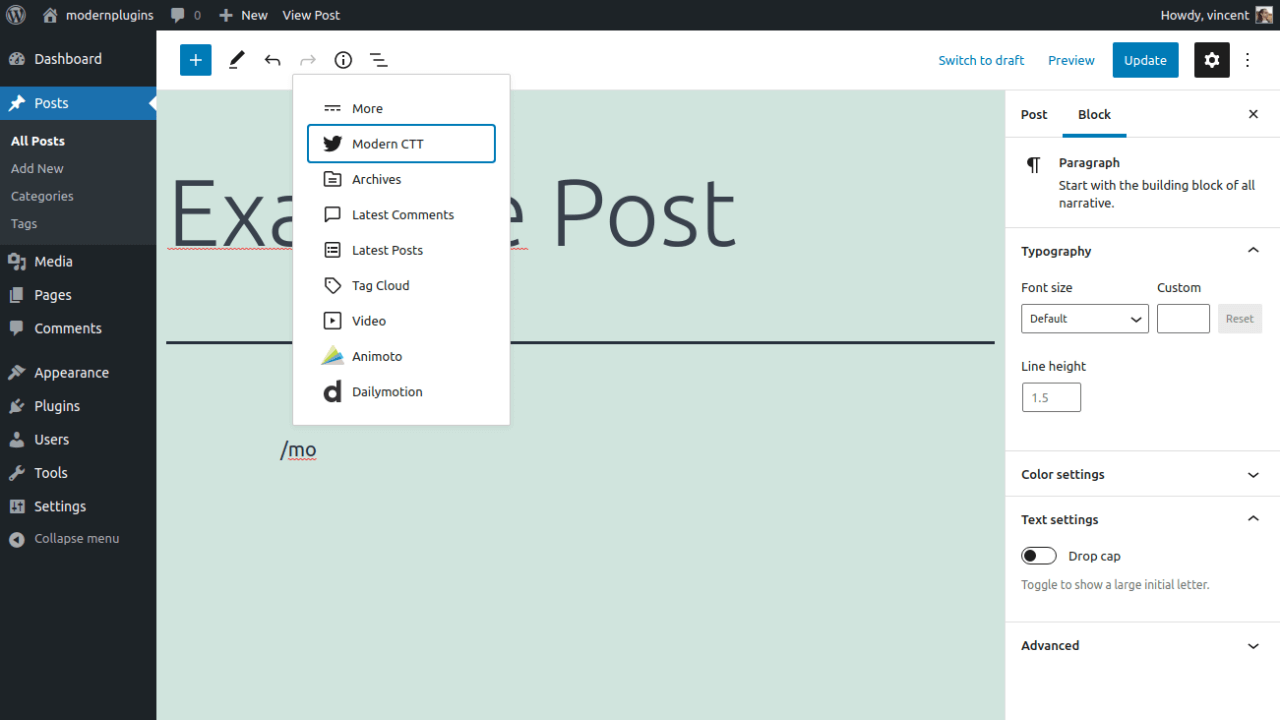 modernplugins
0
New
View Post
Howdy, vincent
Dashboard
Posts
All Posts
Add New
Categories
Tags
Media
Pages
Comments
Appearance
Plugins
Users
Tools
Settings
Collapse menu
Switch to draft
Preview
Update
More
Modern CTT
Archives
Latest Comments
Latest Posts
Tag Cloud
Video
Animoto
Dailymotion
Exa e Post
/mo
Post
Block
Paragraph
Start with the building block of all
narrative.
Typography
Font size
Custom
Default
Reset
Line height
1.5
Color settings
Text settings
Drop cap
Toggle to show a large initial letter.
Advanced